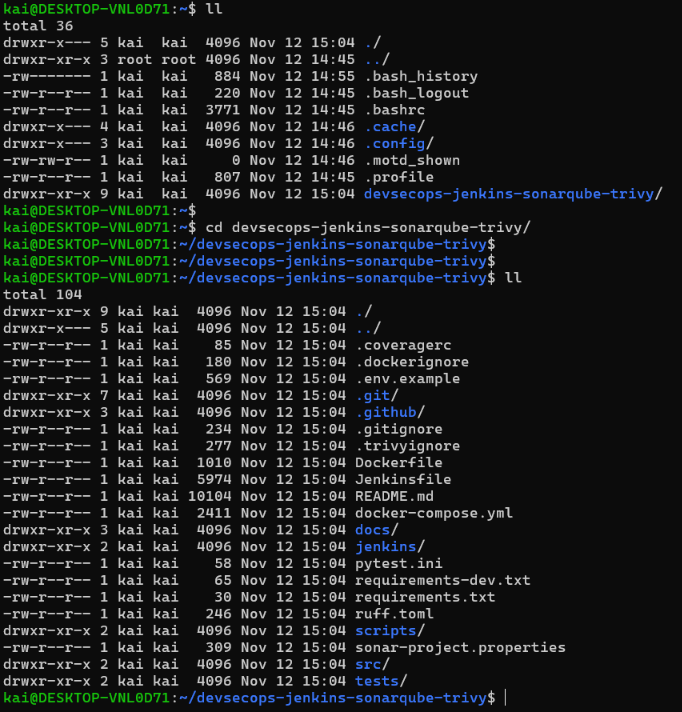 kai@DESKTOP-VNL0D71:~$ ll
total 36
drwxr-x--- 5 kai  kai  4096 Nov 12 15:04 ./
drwxr-xr-x 3 root root 4096 Nov 12 14:45 ../
-rw------- 1 kai  kai   884 Nov 12 14:55 .bash_history
-rw-r--r-- 1 kai  kai   220 Nov 12 14:45 .bash_logout
-rw-r--r-- 1 kai  kai  3771 Nov 12 14:45 .bashrc
drwxr-x--- 4 kai  kai  4096 Nov 12 14:46 .cache/
drwxr-x--- 3 kai  kai  4096 Nov 12 14:46 .config/
-rw-rw-r-- 1 kai  kai     0 Nov 12 14:46 .motd_shown
-rw-r--r-- 1 kai  kai   807 Nov 12 14:45 .profile
drwxr-xr-x 9 kai  kai  4096 Nov 12 15:04 devsecops-jenkins-sonarqube-trivy/
kai@DESKTOP-VNL0D71:~$
kai@DESKTOP-VNL0D71:~$ cd devsecops-jenkins-sonarqube-trivy/
kai@DESKTOP-VNL0D71:~/devsecops-jenkins-sonarqube-trivy$
kai@DESKTOP-VNL0D71:~/devsecops-jenkins-sonarqube-trivy$
kai@DESKTOP-VNL0D71:~/devsecops-jenkins-sonarqube-trivy$ ll
total 104
drwxr-xr-x 9 kai kai  4096 Nov 12 15:04 ./
drwxr-x--- 5 kai kai  4096 Nov 12 15:04 ../
-rw-r--r-- 1 kai kai    85 Nov 12 15:04 .coveragerc
-rw-r--r-- 1 kai kai   180 Nov 12 15:04 .dockerignore
-rw-r--r-- 1 kai kai   569 Nov 12 15:04 .env.example
drwxr-xr-x 7 kai kai  4096 Nov 12 15:04 .git/
drwxr-xr-x 3 kai kai  4096 Nov 12 15:04 .github/
-rw-r--r-- 1 kai kai   234 Nov 12 15:04 .gitignore
-rw-r--r-- 1 kai kai   277 Nov 12 15:04 .trivyignore
-rw-r--r-- 1 kai kai  1010 Nov 12 15:04 Dockerfile
-rw-r--r-- 1 kai kai  5974 Nov 12 15:04 Jenkinsfile
-rw-r--r-- 1 kai kai 10104 Nov 12 15:04 README.md
-rw-r--r-- 1 kai kai  2411 Nov 12 15:04 docker-compose.yml
drwxr-xr-x 3 kai kai  4096 Nov 12 15:04 docs/
drwxr-xr-x 2 kai kai  4096 Nov 12 15:04 jenkins/
-rw-r--r-- 1 kai kai    58 Nov 12 15:04 pytest.ini
-rw-r--r-- 1 kai kai    65 Nov 12 15:04 requirements-dev.txt
-rw-r--r-- 1 kai kai    30 Nov 12 15:04 requirements.txt
-rw-r--r-- 1 kai kai   246 Nov 12 15:04 ruff.toml
drwxr-xr-x 2 kai kai  4096 Nov 12 15:04 scripts/
-rw-r--r-- 1 kai kai   309 Nov 12 15:04 sonar-project.properties
drwxr-xr-x 2 kai kai  4096 Nov 12 15:04 src/
drwxr-xr-x 2 kai kai  4096 Nov 12 15:04 tests/
kai@DESKTOP-VNL0D71:~/devsecops-jenkins-sonarqube-trivy$